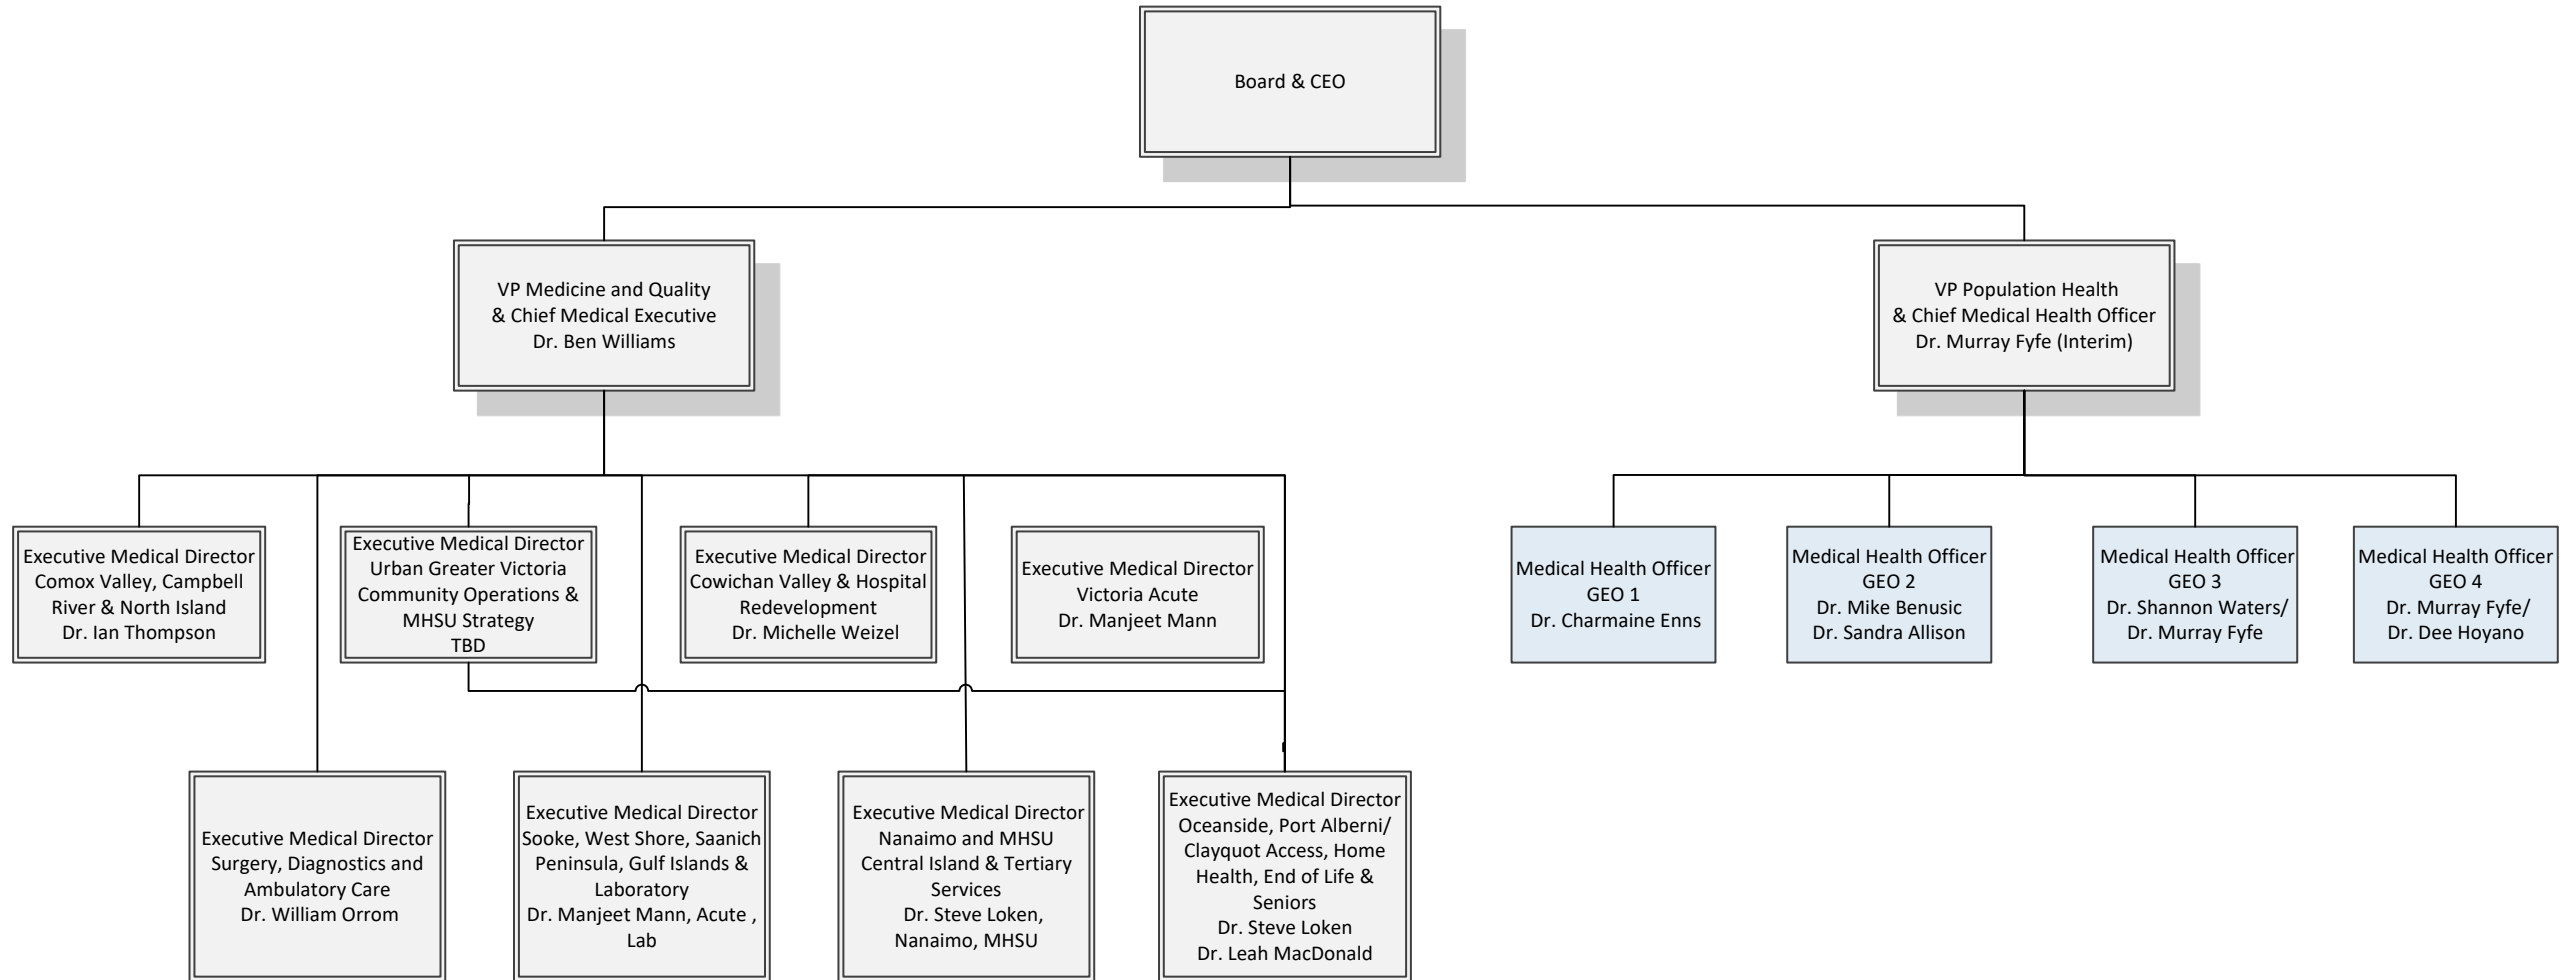 Board & CEO
VP Medicine and Quality
& Chief Medical Executive
Dr. Ben Williams
VP Population Health
& Chief Medical Health Officer
Dr. Murray Fyfe (Interim)
Executive Medical Director
Comox Valley, Campbell
River & North Island
Dr. Ian Thompson
Executive Medical Director
Urban Greater Victoria
Community Operations &
MHSU Strategy
TBD
Executive Medical Director
Cowichan Valley & Hospital
Redevelopment
Dr. Michelle Weizel
Executive Medical Director
Victoria Acute
Dr. Manjeet Mann
Medical Health Officer
GEO 1
Dr. Charmaine Enns
Medical Health Officer
GEO 2
Dr. Mike Benusic
Dr. Sandra Allison
Medical Health Officer
GEO 3
Dr. Shannon Waters/
Dr. Murray Fyfe
Medical Health Officer
GEO 4
Dr. Murray Fyfe/
Dr. Dee Hoyano
Executive Medical Director
Surgery, Diagnostics and
Ambulatory Care
Dr. William Orrom
Executive Medical Director
Sooke, West Shore, Saanich
Peninsula, Gulf Islands &
Laboratory
Dr. Manjeet Mann, Acute ,
Lab
Executive Medical Director
Nanaimo and MHSU
Central Island & Tertiary
Services
Dr. Steve Loken,
Nanaimo, MHSU
Executive Medical Director
Oceanside, Port Alberni/
Clayquot Access, Home
Health, End of Life &
Seniors
Dr. Steve Loken
Dr. Leah MacDonald